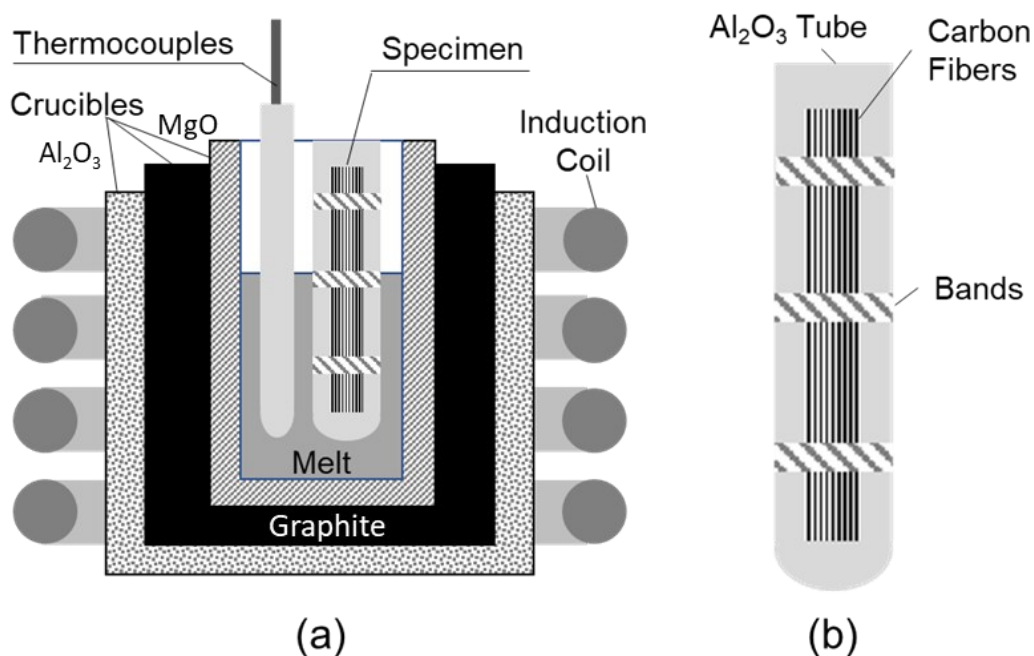 Thermocouples
Specimen
Crucibles
MgO
Al₂O₃
Induction
Coil
Melt
Graphite
(a)
Al₂O₃ Tube
Carbon
Fibers
Bands
(b)